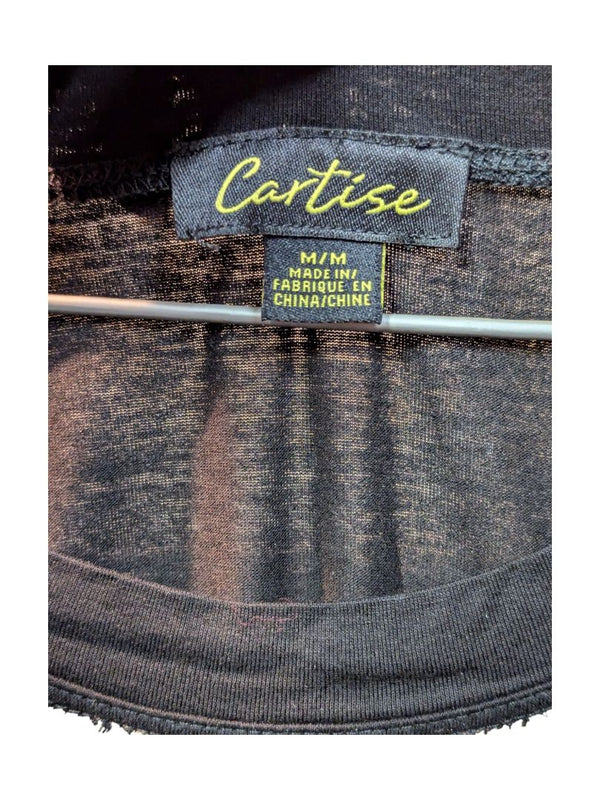 Cartise
M/M
MADE IN/
FABRIQUE EN
CHINA/CHINE